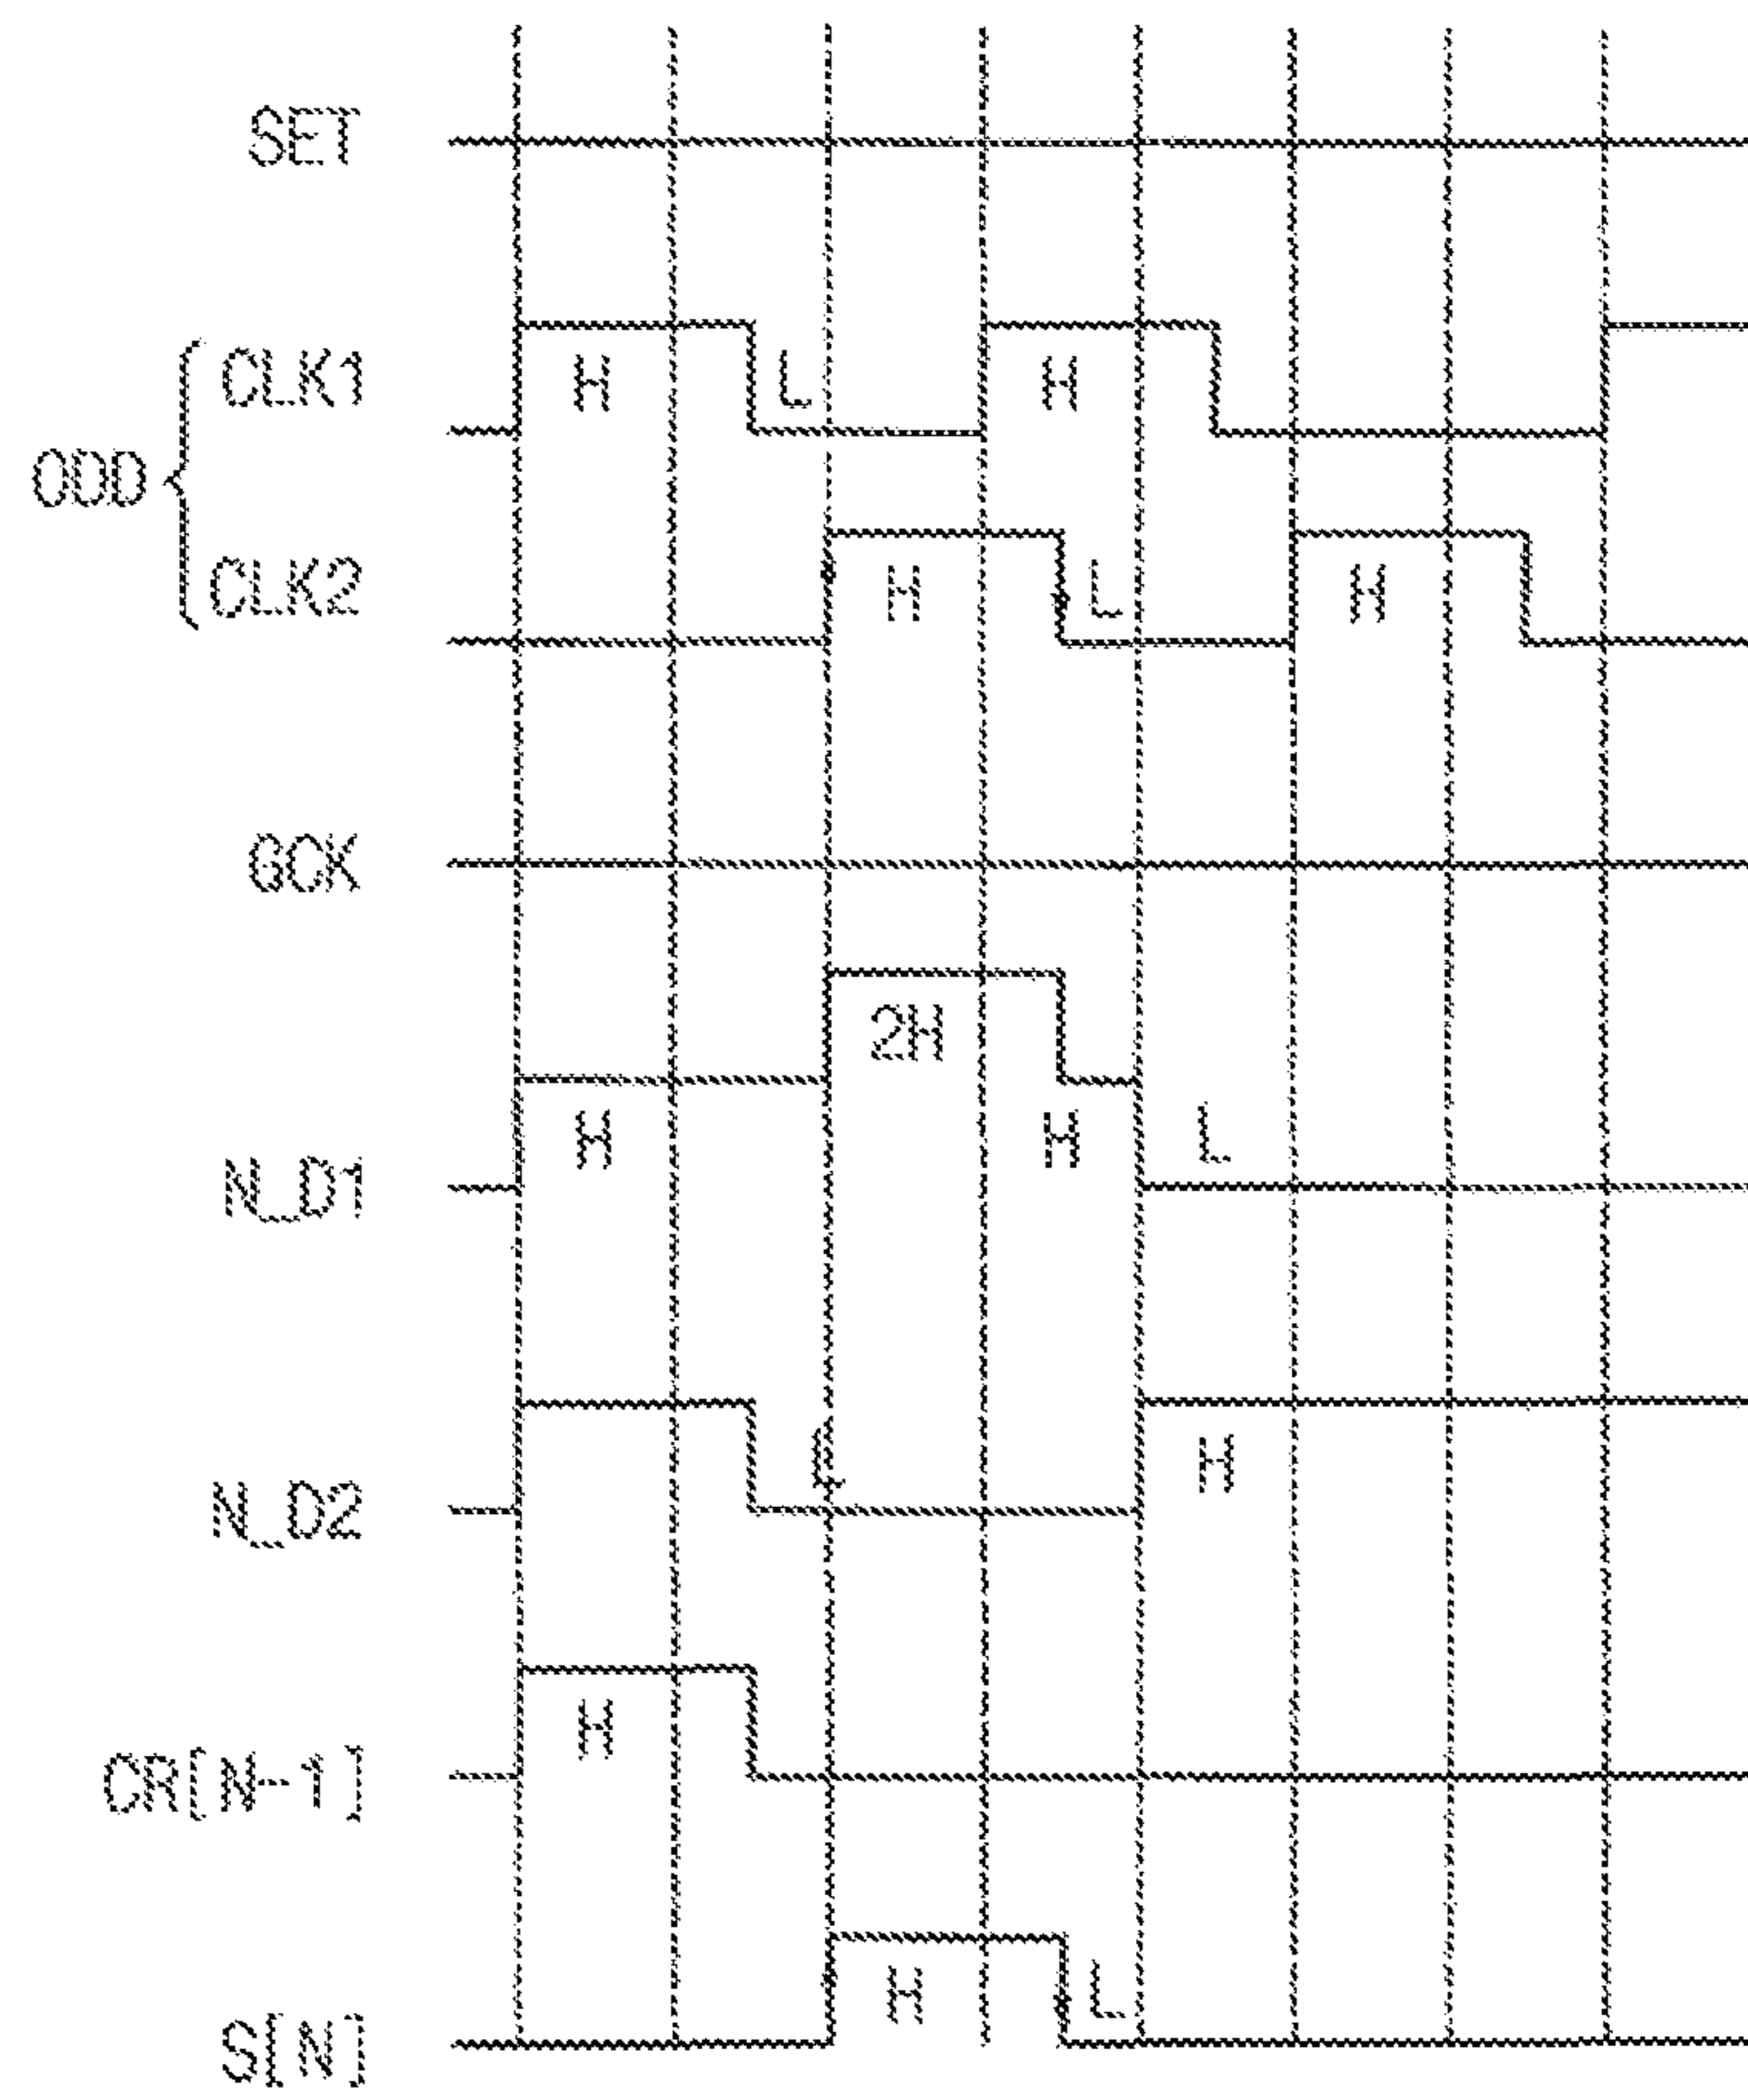 SET
CLK1 H L H
ODD
CLK2 H L H
GCK
2H
N_D1 H H L
N_D2 L H
CR[N-1] H
S[N] H L